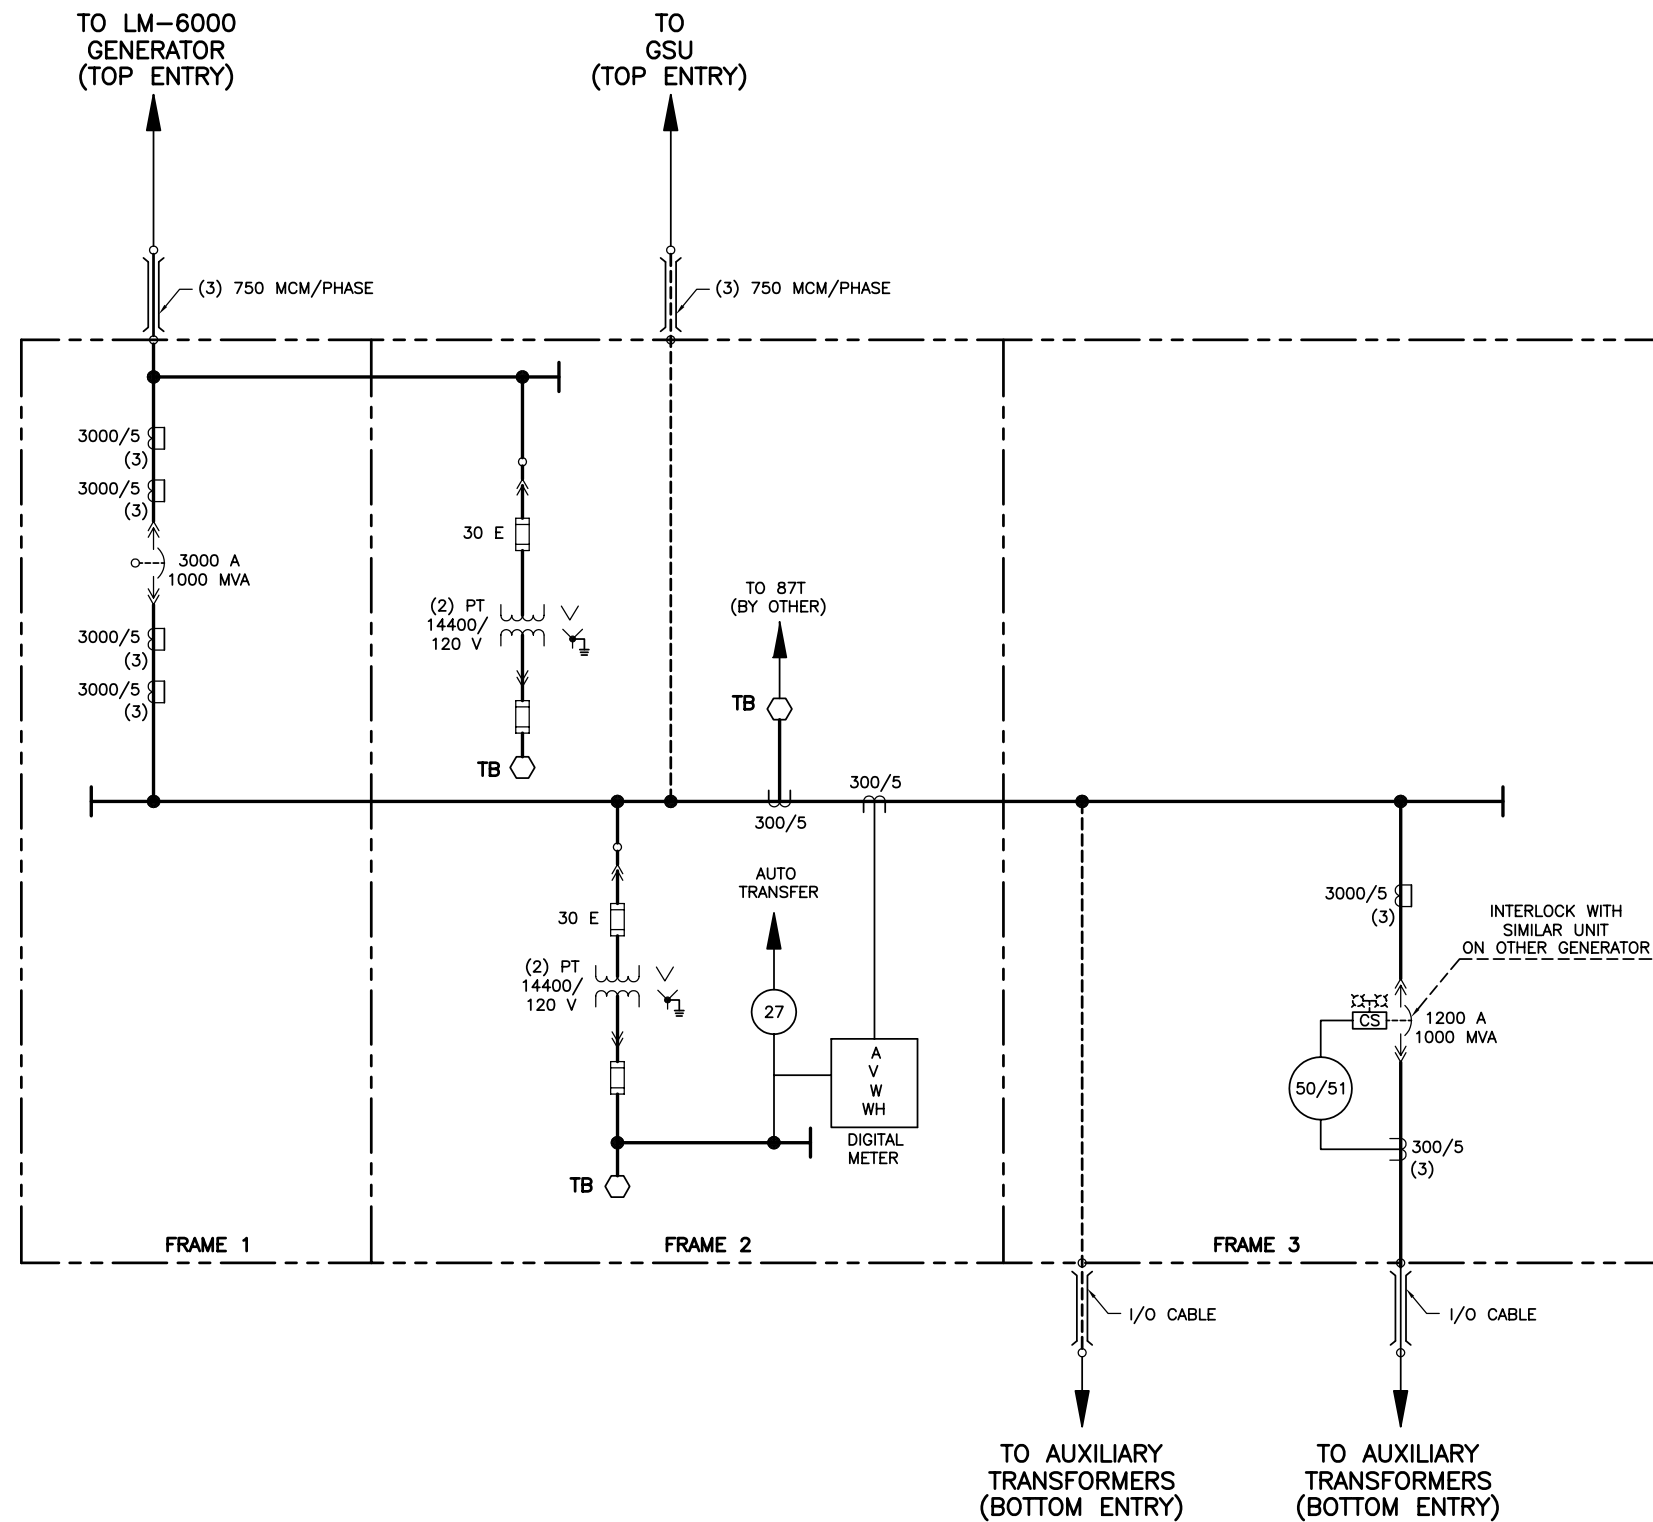 TO LM-6000
GENERATOR
(TOP ENTRY)
TO
GSU
(TOP ENTRY)
(3) 750 MCM/PHASE
(3) 750 MCM/PHASE
3000/5
(3)
3000/5
(3)
3000 A
1000 MVA
3000/5
(3)
3000/5
(3)
30 E
(2) PT
14400/
120 V
TB
TO 87T
(BY OTHER)
TB
300/5
300/5
30 E
(2) PT
14400/
120 V
TB
AUTO
TRANSFER
27
A
V
W
WH
DIGITAL
METER
3000/5
(3)
INTERLOCK WITH
SIMILAR UNIT
ON OTHER GENERATOR
CS
1200 A
1000 MVA
50/51
300/5
(3)
FRAME 1
FRAME 2
FRAME 3
I/O CABLE
I/O CABLE
TO AUXILIARY
TRANSFORMERS
(BOTTOM ENTRY)
TO AUXILIARY
TRANSFORMERS
(BOTTOM ENTRY)